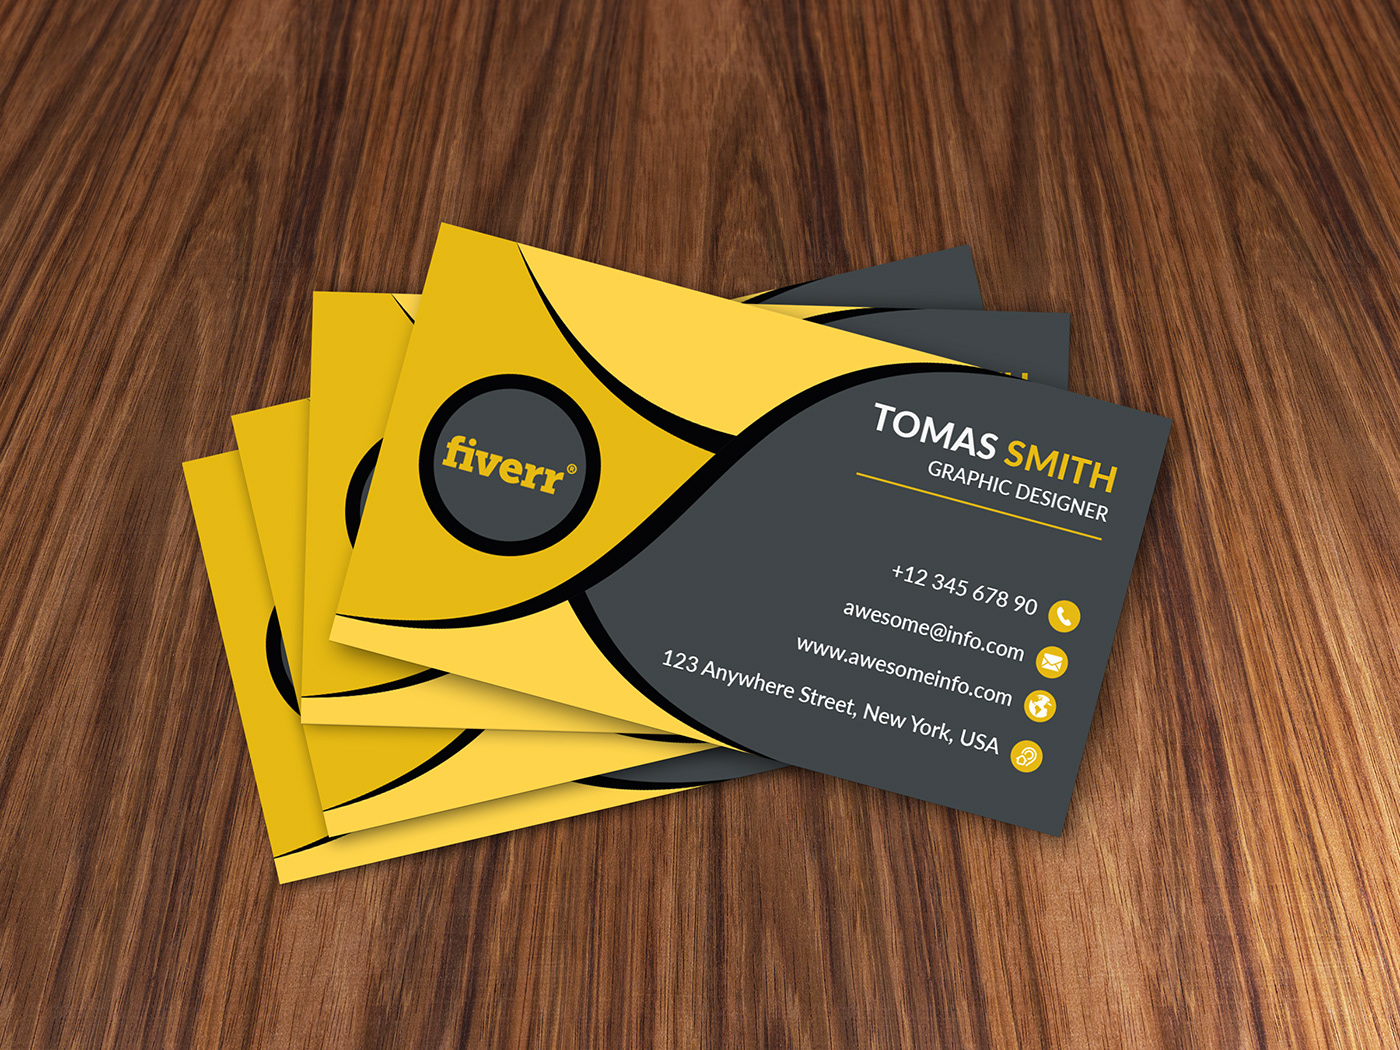 fiverr®
TOMAS SMITH
GRAPHIC DESIGNER
+12 345 678 90
awesome@info.com
www.awesomeinfo.com
123 Anywhere Street, New York, USA